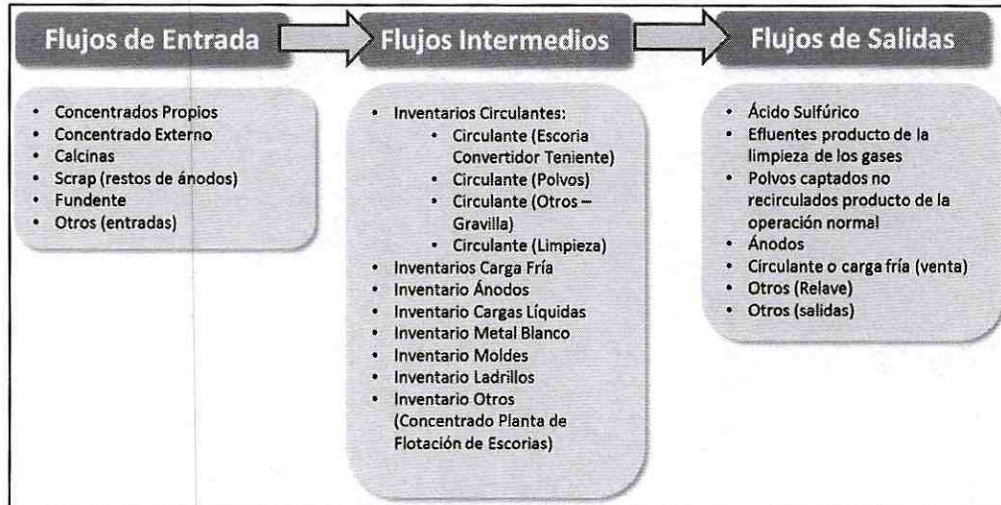 Flujos de Entrada
• Concentrados Propios
• Concentrado Externo
• Calcinas
• Scrap (restos de ánodos)
• Fundente
• Otros (entradas)
Flujos Intermedios
• Inventarios Circulantes:
• Circulante (Escoria
Convertidor Teniente)
• Circulante (Polvos)
• Circulante (Otros –
Gravilla)
• Circulante (Limpieza)
• Inventarios Carga Fría
• Inventario Ánodos
• Inventario Cargas Líquidas
• Inventario Metal Blanco
• Inventario Moldes
• Inventario Ladrillos
• Inventario Otros
(Concentrado Planta de
Flotación de Escorias)
Flujos de Salidas
• Ácido Sulfúrico
• Efluentes producto de la
limpieza de los gases
• Polvos captados no
recirculados producto de la
operación normal
• Ánodos
• Circulante o carga fría (venta)
• Otros (Relave)
• Otros (salidas)